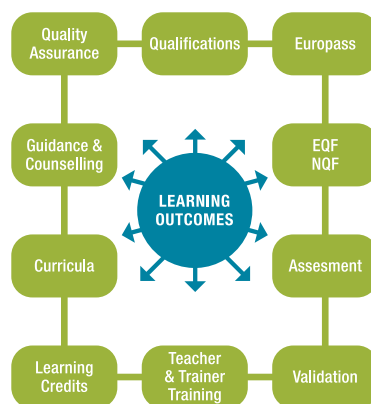 Quality
Assurance
Qualifications
Europass
Guidance &
Counselling
EQF
NQF
LEARNING
OUTCOMES
Curricula
Assesment
Learning
Credits
Teacher
& Trainer
Training
Validation